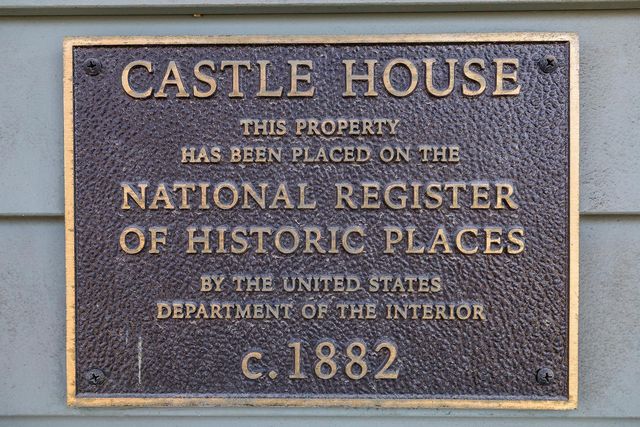 CASTLE HOUSE
THIS PROPERTY
HAS BEEN PLACED ON THE
NATIONAL REGISTER
OF HISTORIC PLACES
BY THE UNITED STATES
DEPARTMENT OF THE INTERIOR
c. 1882